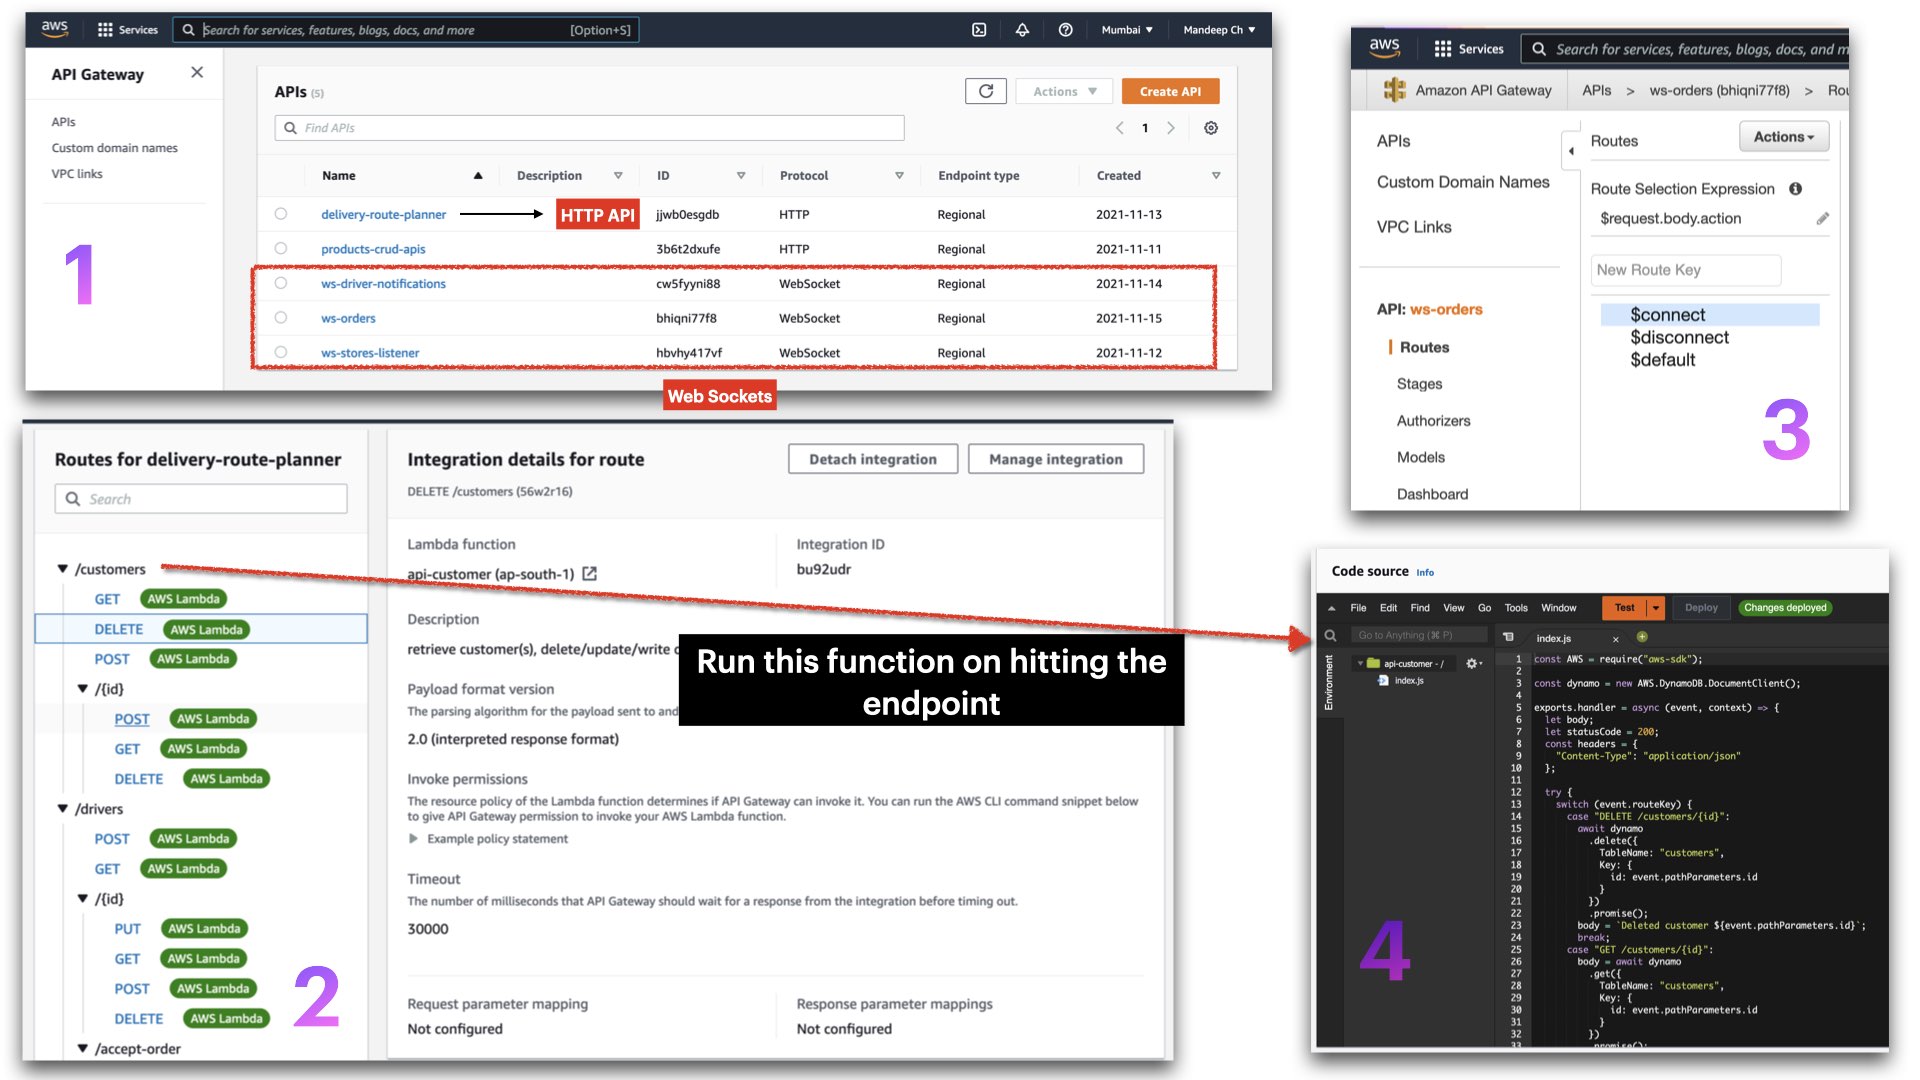 aws Services Search for services, features, blogs, docs, and more [Option+S] Mumbai ▼ Mandeep Ch ▼
API Gateway
APIs
Custom domain names
VPC links
1
APIs (5)
Actions ▼ Create API
Find APIs
1
Name Description ID Protocol Endpoint type Created
delivery-route-planner HTTP API jjwb0esgdb HTTP Regional 2021-11-13
products-crud-apis 3b6t2dxufe HTTP Regional 2021-11-11
ws-driver-notifications cw5fyyni88 WebSocket Regional 2021-11-14
ws-orders bhiqni77f8 WebSocket Regional 2021-11-15
ws-stores-listener hbvhy417vf WebSocket Regional 2021-11-12
Web Sockets
Routes for delivery-route-planner
Search
/customers
GET AWS Lambda
DELETE AWS Lambda
POST AWS Lambda
/{id}
POST AWS Lambda
GET AWS Lambda
DELETE AWS Lambda
/drivers
POST AWS Lambda
GET AWS Lambda
/{id}
PUT AWS Lambda
GET AWS Lambda
POST AWS Lambda
DELETE AWS Lambda
/accept-order
2
Integration details for route
Detach integration Manage integration
DELETE /customers (56w2r16)
Lambda function
api-customer (ap-south-1)
Integration ID
bu92udr
Description
retrieve customer(s), delete/update/write
Payload format version
The parsing algorithm for the payload sent to and
2.0 (interpreted response format)
Invoke permissions
The resource policy of the Lambda function determines if API Gateway can invoke it. You can run the AWS CLI command snippet below
to give API Gateway permission to invoke your AWS Lambda function.
Example policy statement
Timeout
The number of milliseconds that API Gateway should wait for a response from the integration before timing out.
30000
Request parameter mapping
Not configured
Response parameter mappings
Not configured
Run this function on hitting the
endpoint
aws Services Search for services, features, blogs, docs, and m
Amazon API Gateway APIs > ws-orders (bhiqni77f8) > Rou
APIs
Custom Domain Names
VPC Links
API: ws-orders
Routes
Stages
Authorizers
Models
Dashboard
Routes Actions
Route Selection Expression
$request.body.action
New Route Key
$connect
$disconnect
$default
3
Code source Info
File Edit Find View Go Tools Window Test Deploy Changes deployed
Go to Anything (⌘ P)
index.js
Environment
api-customer - /
index.js
4
1 const AWS = require("aws-sdk");
2
3 const dynamo = new AWS.DynamoDB.DocumentClient();
4
5 exports.handler = async (event, context) => {
6 let body;
7 let statusCode = 200;
8 const headers = {
9 "Content-Type": "application/json"
10 };
11
12 try {
13 switch (event.routeKey) {
14 case "DELETE /customers/{id}":
15 await dynamo
16 .delete({
17 TableName: "customers",
18 Key: {
19 id: event.pathParameters.id
20 }
21 })
22 .promise();
23 body = `Deleted customer ${event.pathParameters.id}`;
24 break;
25 case "GET /customers/{id}":
26 body = await dynamo
27 .get({
28 TableName: "customers",
29 Key: {
30 id: event.pathParameters.id
31 }
32 })
33 .promise();